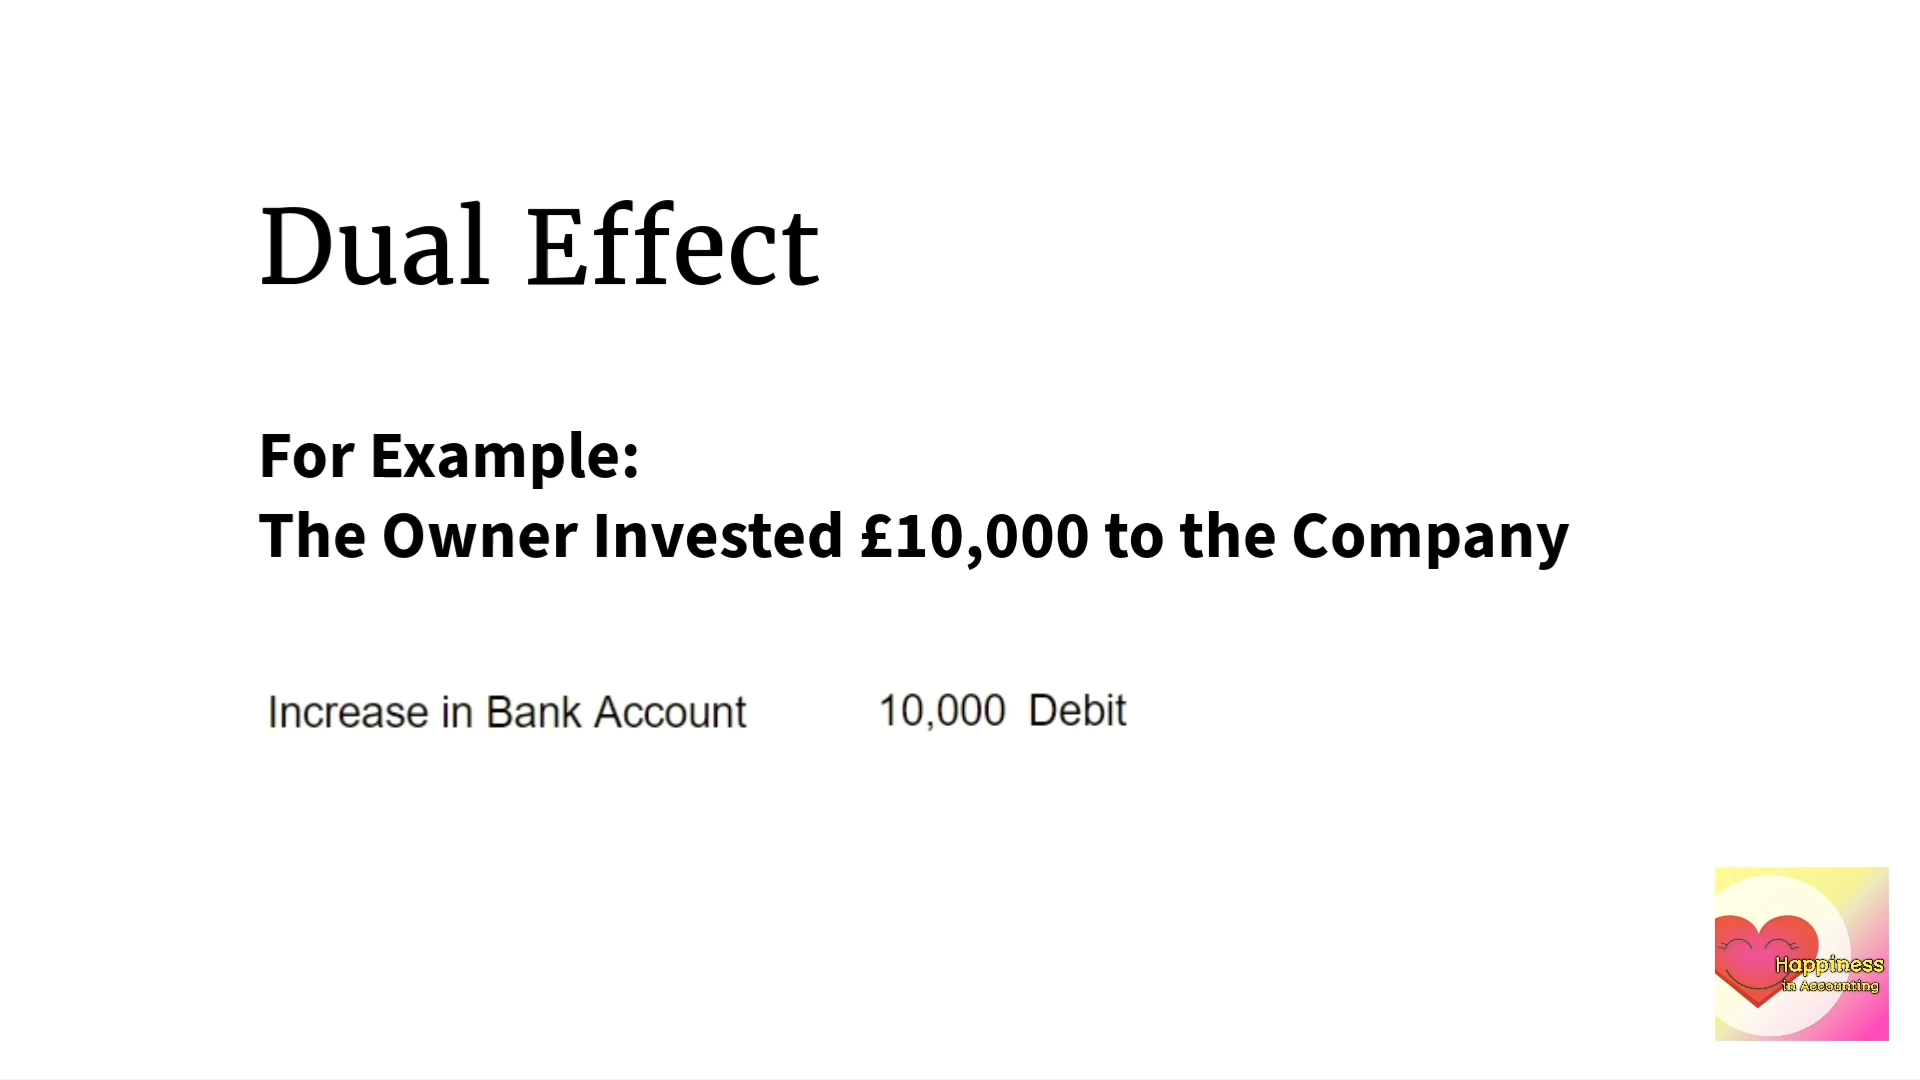 Dual Effect
For Example:
The Owner Invested £10,000 to the Company
Increase in Bank Account 10,000 Debit
Happiness
in Accounting